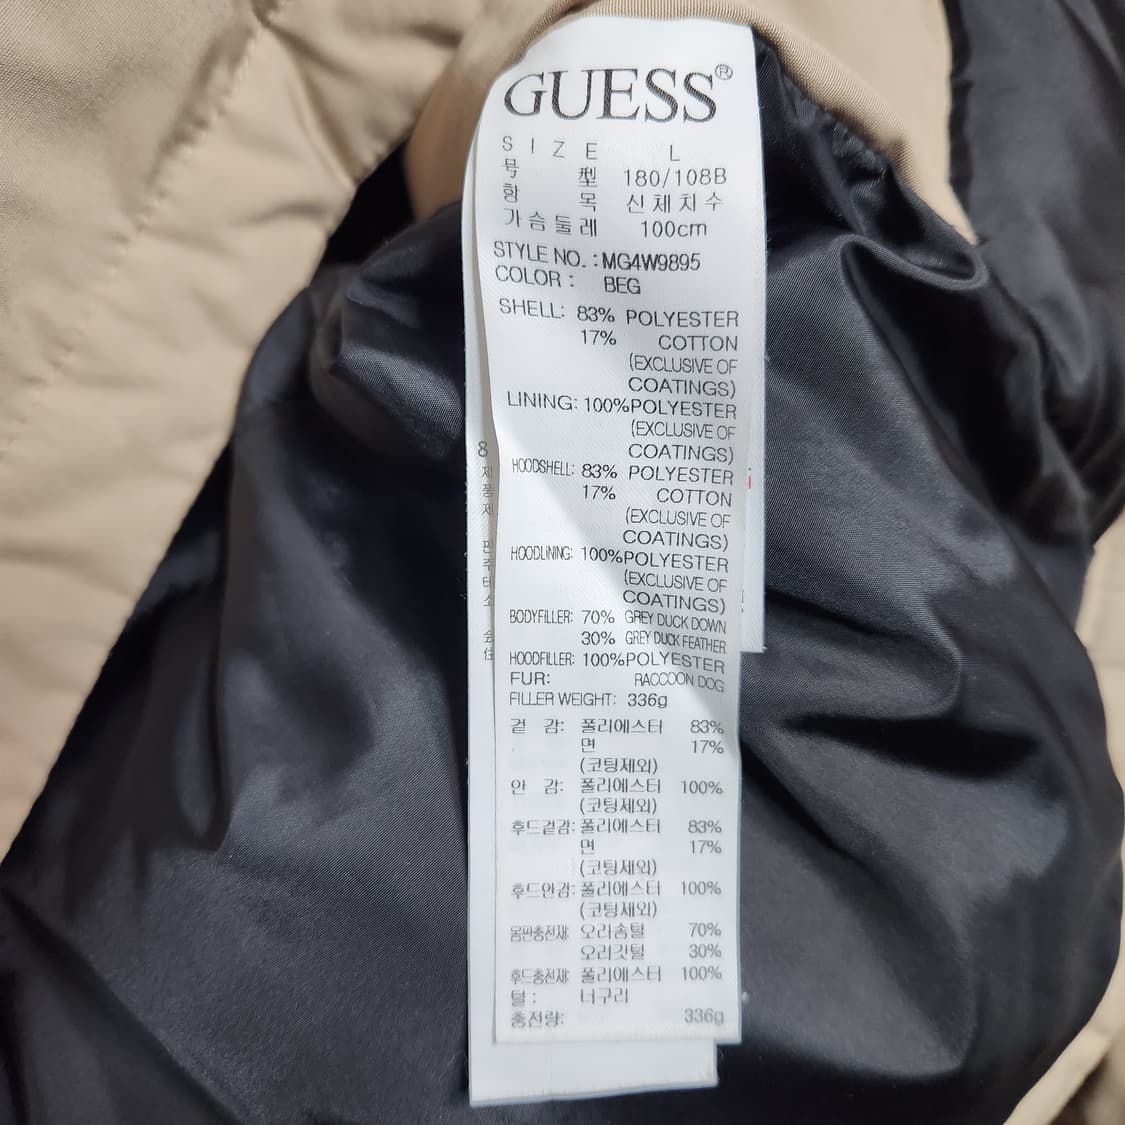 GUESS®
SIZE L
号型 180/108B
항목 신체치수
가슴둘레 100cm
STYLE NO. : MG4W9895
COLOR : BEG
SHELL: 83% POLYESTER
17% COTTON
(EXCLUSIVE OF
COATINGS)
LINING: 100%POLYESTER
(EXCLUSIVE OF
COATINGS)
HOODSHELL: 83% POLYESTER
17% COTTON
(EXCLUSIVE OF
COATINGS)
HOODLINING: 100%POLYESTER
(EXCLUSIVE OF
COATINGS)
BODYFILLER: 70% GREY DUCK DOWN
30% GREY DUCK FEATHER
HOODFILLER: 100%POLYESTER
FUR: RACCOON DOG
FILLER WEIGHT: 336g
겉 감: 폴리에스터 83%
면 17%
(코팅제외)
안 감: 폴리에스터 100%
(코팅제외)
후드겉감: 폴리에스터 83%
면 17%
(코팅제외)
후드안감: 폴리에스터 100%
(코팅제외)
몸판충전재: 오리솜털 70%
오리깃털 30%
후드충전재: 폴리에스터 100%
털 : 너구리
충전량: 336g